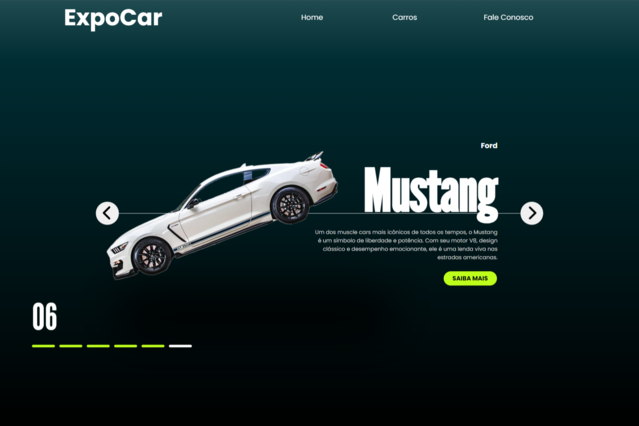 ExpoCar
Home
Carros
Fale Conosco
Ford
Mustang
Um dos muscle cars mais icônicos de todos os tempos, o Mustang
é um símbolo de liberdade e potência. Com seu motor V8, design
clássico e desempenho emocionante, ele é uma lenda viva nas
estradas americanas.
SAIBA MAIS
06